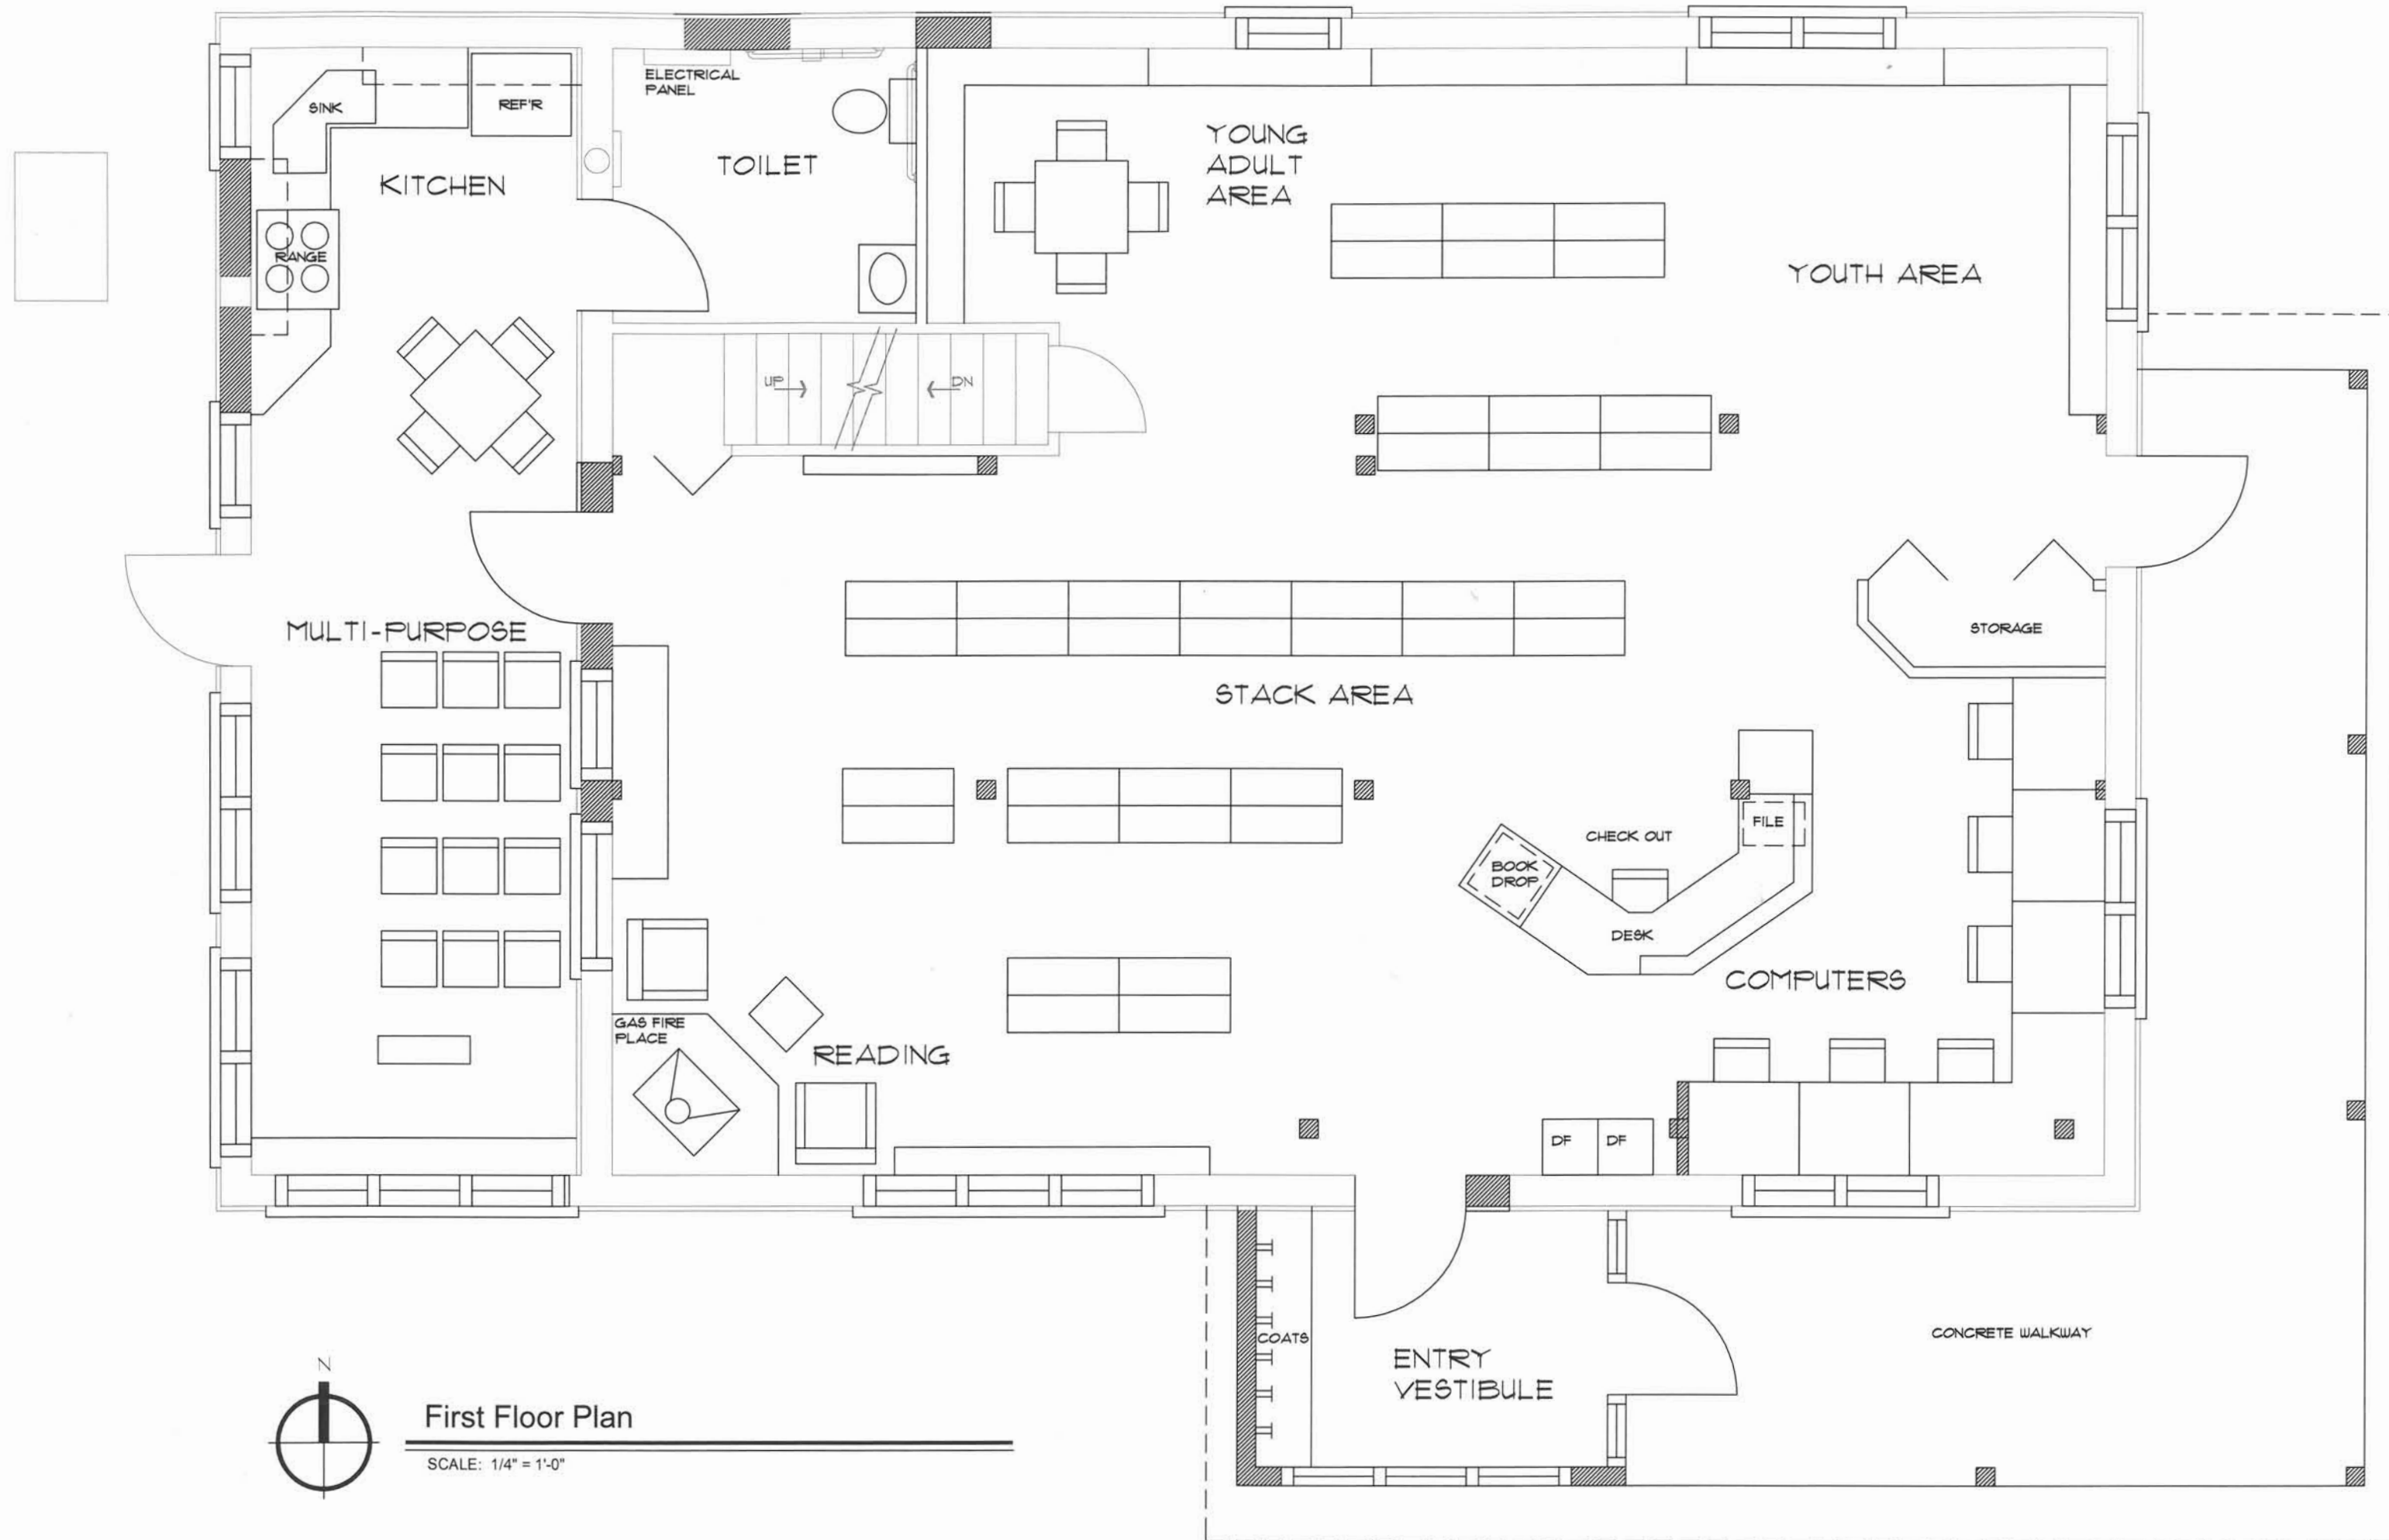 ELECTRICAL
PANEL
SINK
REF'R
KITCHEN
TOILET
YOUNG
ADULT
AREA
RANGE
YOUTH AREA
UP
DN
MULTI-PURPOSE
STORAGE
STACK AREA
CHECK OUT
FILE
BOOK
DROP
DESK
COMPUTERS
GAS FIRE
PLACE
READING
DF
DF
COATS
ENTRY
VESTIBULE
CONCRETE WALKWAY
N
First Floor Plan
SCALE: 1/4" = 1'-0"